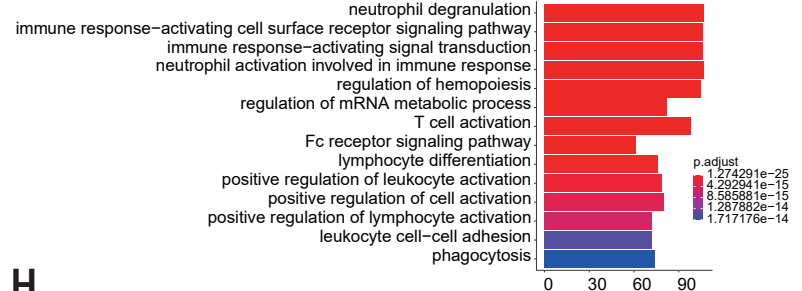 neutrophil degranulation
immune response−activating cell surface receptor signaling pathway
immune response−activating signal transduction
neutrophil activation involved in immune response
regulation of hemopoiesis
regulation of mRNA metabolic process
T cell activation
Fc receptor signaling pathway
lymphocyte differentiation
positive regulation of leukocyte activation
positive regulation of cell activation
positive regulation of lymphocyte activation
leukocyte cell−cell adhesion
phagocytosis
p.adjust
1.274291e−25
4.292941e−15
8.585881e−15
1.287882e−14
1.717176e−14
0 30 60 90
H